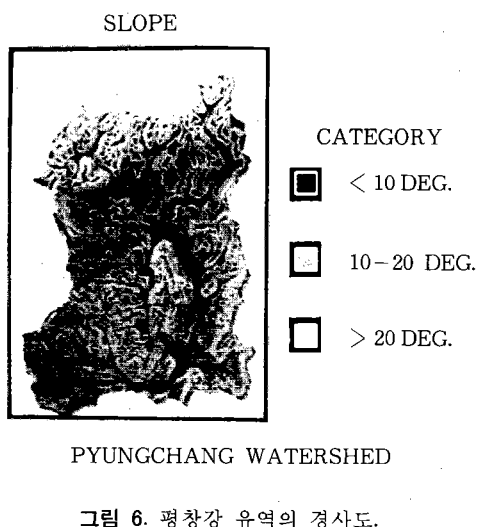 SLOPE
CATEGORY
< 10 DEG.
10-20 DEG.
> 20 DEG.
PYUNGCHANG WATERSHED
그림 6. 평창강 유역의 경사도.